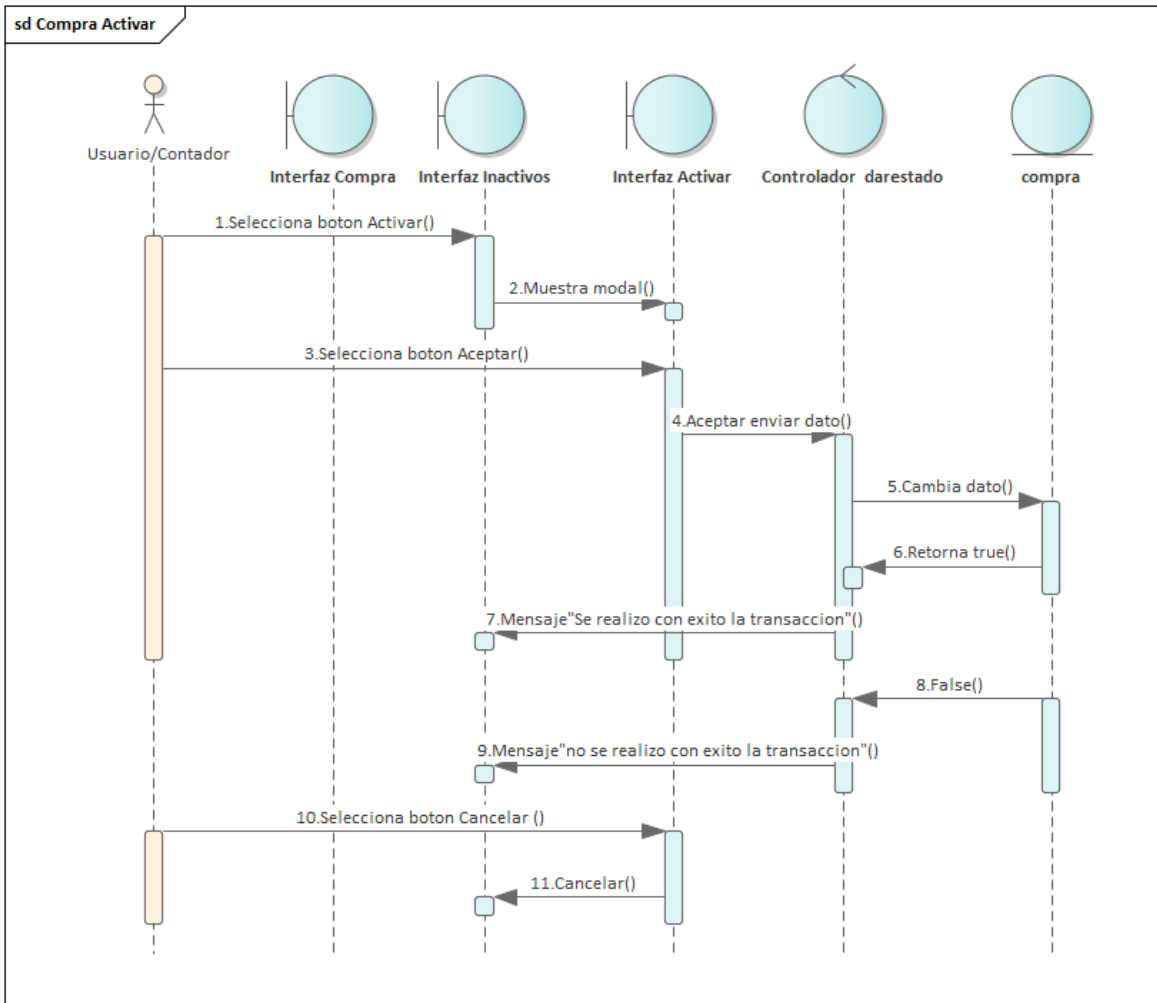 sd Compra Activar
Usuario/Contador
Interfaz Compra
Interfaz Inactivos
Interfaz Activar
Controlador darestado
compra
1.Selecciona boton Activar()
2.Muestra modal()
3.Selecciona boton Aceptar()
4.Aceptar enviar dato()
5.Cambia dato()
6.Retorna true()
7.Mensaje"Se realizo con exito la transaccion"()
8.False()
9.Mensaje"no se realizo con exito la transaccion"()
10.Selecciona boton Cancelar ()
11.Cancelar()